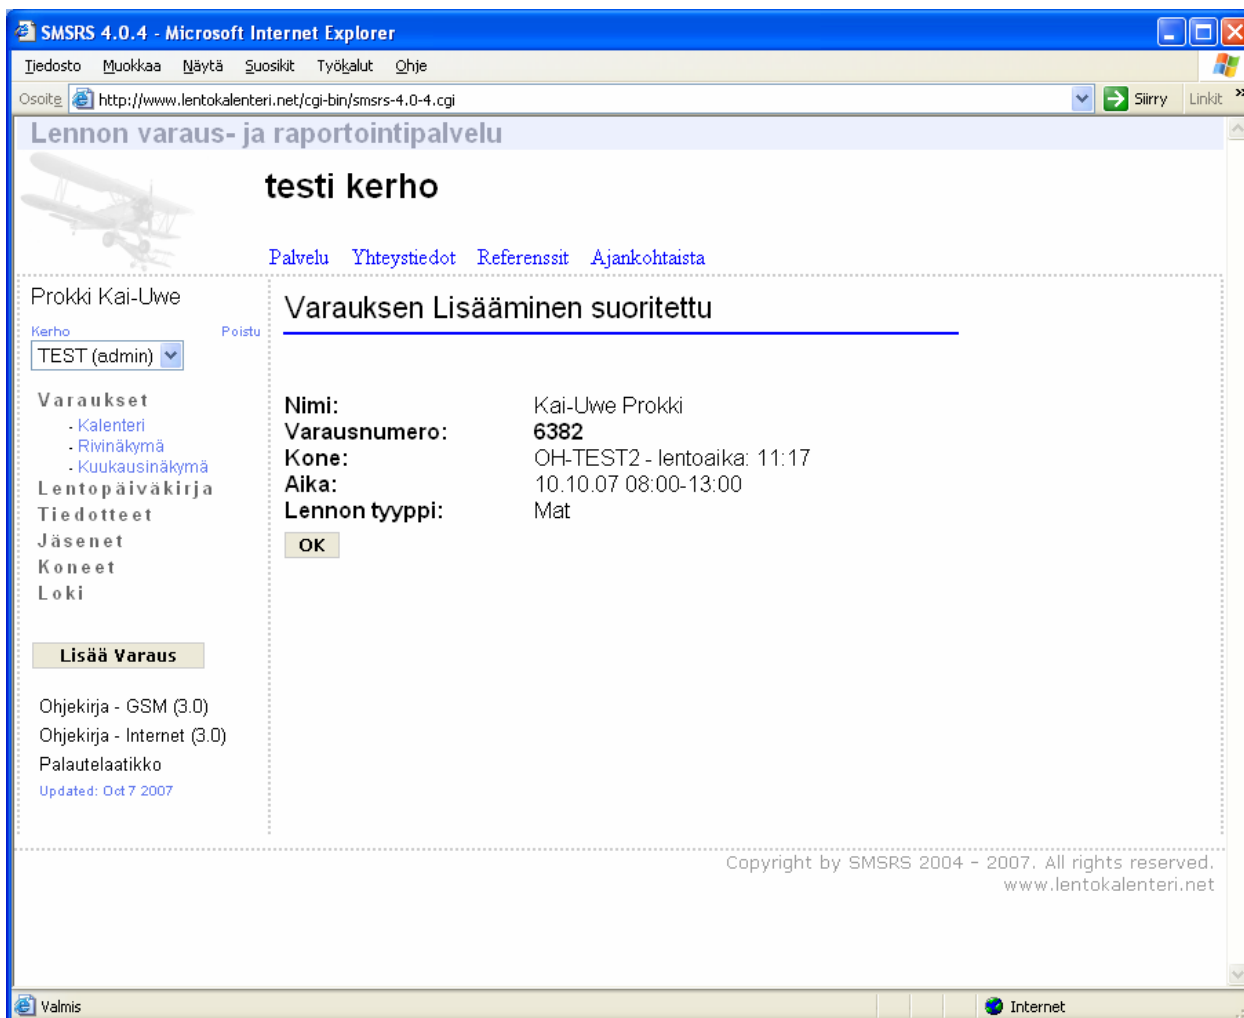 SMSRS 4.0.4 - Microsoft Internet Explorer
Tiedosto Muokkaa Näytä Suosikit Työkalut Ohje
Osoite http://www.lentokalenteri.net/cgi-bin/smsrs-4.0-4.cgi Siirry Linkit »
Lennon varaus- ja raportointipalvelu
testi kerho
Palvelu Yhteystiedot Referenssit Ajankohtaista
Prokki Kai-Uwe
Kerho Poistu
TEST (admin)
Varaukset
- Kalenteri
- Rivinäkymä
- Kuukausinäkymä
Lentopäiväkirja
Tiedotteet
Jäsenet
Koneet
Loki
Lisää Varaus
Ohjekirja - GSM (3.0)
Ohjekirja - Internet (3.0)
Palautelaatikko
Updated: Oct 7 2007
Varauksen Lisääminen suoritettu
Nimi: Kai-Uwe Prokki
Varausnumero: 6382
Kone: OH-TEST2 - lentoaika: 11:17
Aika: 10.10.07 08:00-13:00
Lennon tyyppi: Mat
OK
Copyright by SMSRS 2004 - 2007. All rights reserved.
www.lentokalenteri.net
Valmis Internet